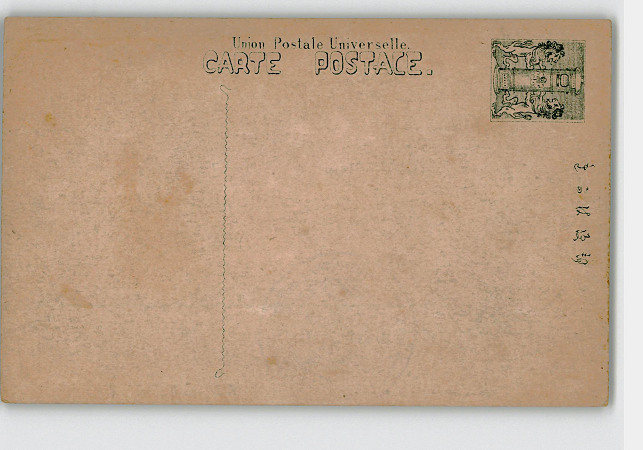 Union Postale Universelle.
CARTE POSTALE.